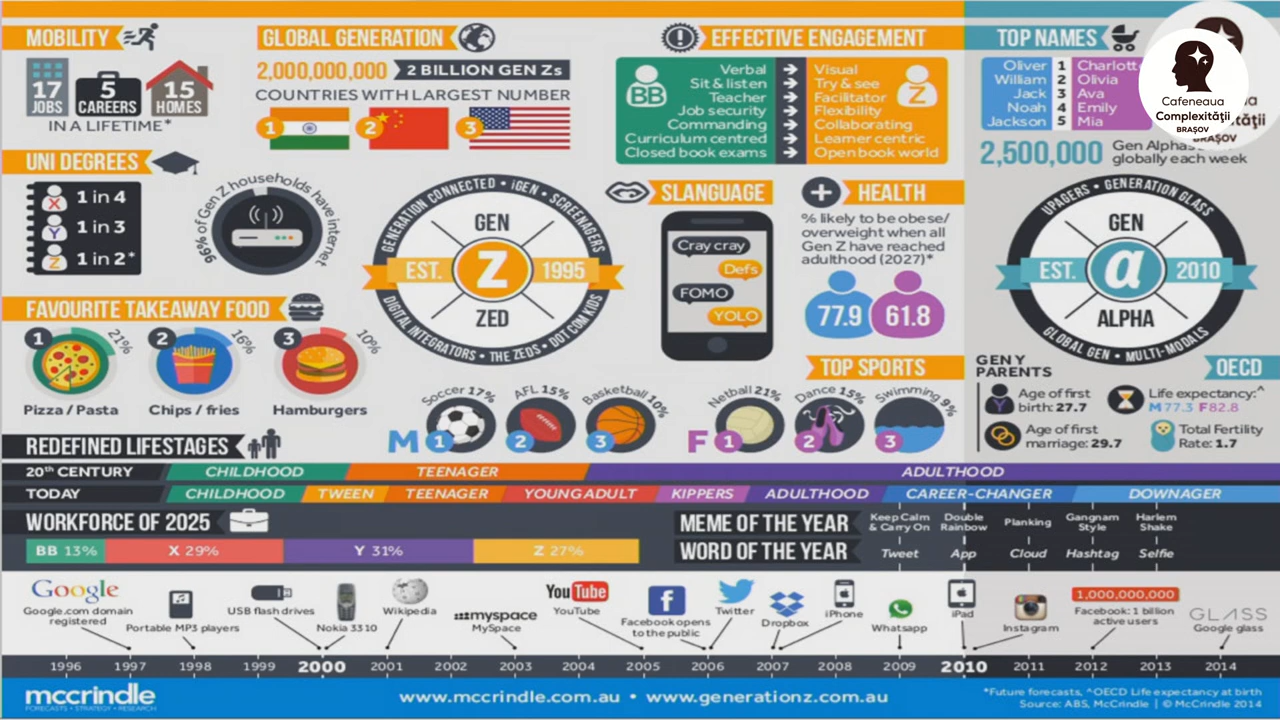 MOBILITY
17 JOBS
5 CAREERS
15 HOMES
IN A LIFETIME*
GLOBAL GENERATION
2,000,000,000 2 BILLION GEN Zs
COUNTRIES WITH LARGEST NUMBER
1 2 3
EFFECTIVE ENGAGEMENT
BB
Z
Verbal Visual
Sit & listen Try & see
Teacher Facilitator
Job security Flexibility
Commanding Collaborating
Curriculum centred Learner centric
Closed book exams Open book world
TOP NAMES
Oliver 1
William 2 Olivia
Jack 3 Ava
Noah 4 Emily
Jackson 5 Mia
2,500,000 Gen Alphas
globally each week
Cafeneaua
Complexității
BRAȘOV
BRAȘOV
UNI DEGREES
X 1 in 4
Y 1 in 3
Z 1 in 2*
96% of Gen Z households have internet
GENERATION CONNECTED • iGEN • SCREENAGERS
GEN
EST. Z 1995
ZED
DIGITAL INTEGRATORS • THE ZEDS • DOT COM KIDS
SLANGUAGE
Cray cray
Defs
FOMO
YOLO
HEALTH
% likely to be obese/
overweight when all
Gen Z have reached
adulthood (2027)*
77.9 61.8
UPAGERS • GENERATION GLASS
GEN
EST. α 2010
ALPHA
GLOBAL GEN • MULTI-MODALS
FAVOURITE TAKEAWAY FOOD
1 21%
Pizza / Pasta
2 16%
Chips / fries
3 10%
Hamburgers
TOP SPORTS
M
Soccer 17%
1
AFL 15%
2
Basketball 10%
3
F
Netball 21%
1
Dance 15%
2
Swimming 9%
3
GEN Y
PARENTS
OECD
Age of first
birth: 27.7
Life expectancy:^
M77.3 F82.8
Age of first
marriage: 29.7
Total Fertility
Rate: 1.7
REDEFINED LIFESTAGES
20th CENTURY CHILDHOOD TEENAGER ADULTHOOD
TODAY CHILDHOOD TWEEN TEENAGER YOUNG ADULT KIPPERS ADULTHOOD CAREER-CHANGER DOWNAGER
WORKFORCE OF 2025
BB 13% X 29% Y 31% Z 27%
MEME OF THE YEAR
Keep Calm
& Carry On
Double
Rainbow
Planking
Gangnam
Style
Harlem
Shake
WORD OF THE YEAR Tweet App Cloud Hashtag Selfie
Google
Google.com domain
registered
Portable MP3 players
USB flash drives
Nokia 3310
Wikipedia
myspace
MySpace
YouTube
YouTube
Facebook opens
to the public
Twitter
Dropbox
iPhone
Whatsapp
iPad
Instagram
1,000,000,000
Facebook: 1 billion
active users
GLASS
Google glass
1996 1997 1998 1999 2000 2001 2002 2003 2004 2005 2006 2007 2008 2009 2010 2011 2012 2013 2014
mccrindle
FORECASTS • STRATEGY • RESEARCH
www.mccrindle.com.au • www.generationz.com.au
*Future forecasts, ^OECD Life expectancy at birth
Source: ABS, McCrindle | © McCrindle 2014